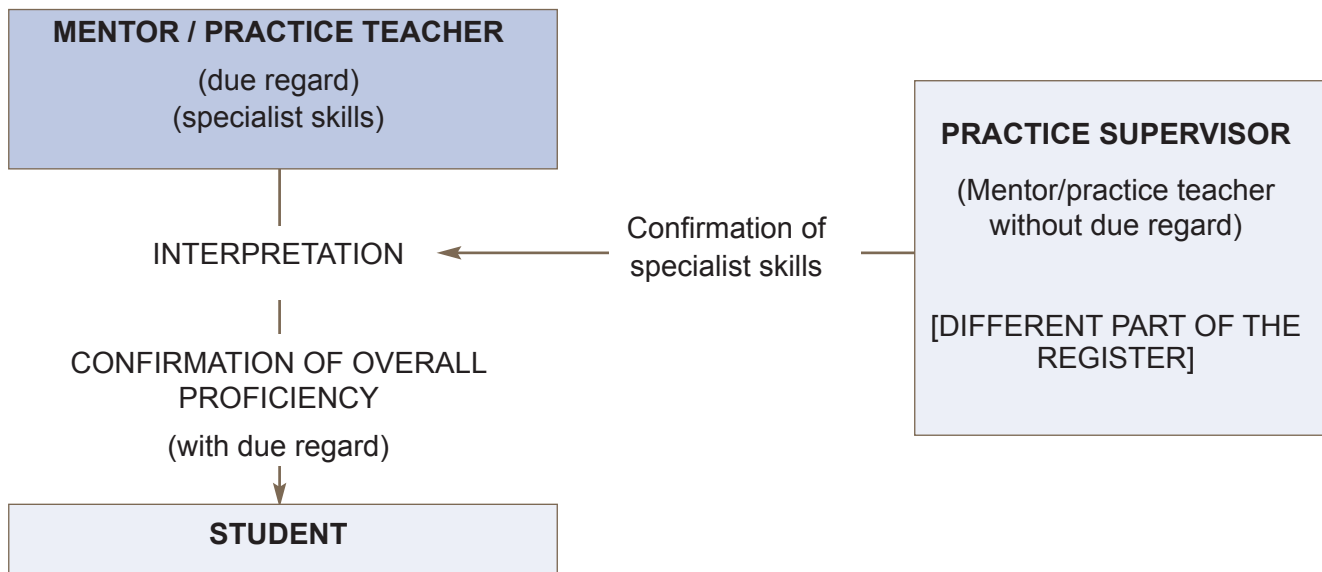 MENTOR / PRACTICE TEACHER
(due regard)
(specialist skills)
INTERPRETATION
CONFIRMATION OF OVERALL
PROFICIENCY
(with due regard)
STUDENT
Confirmation of
specialist skills
PRACTICE SUPERVISOR
(Mentor/practice teacher
without due regard)
[DIFFERENT PART OF THE
REGISTER]